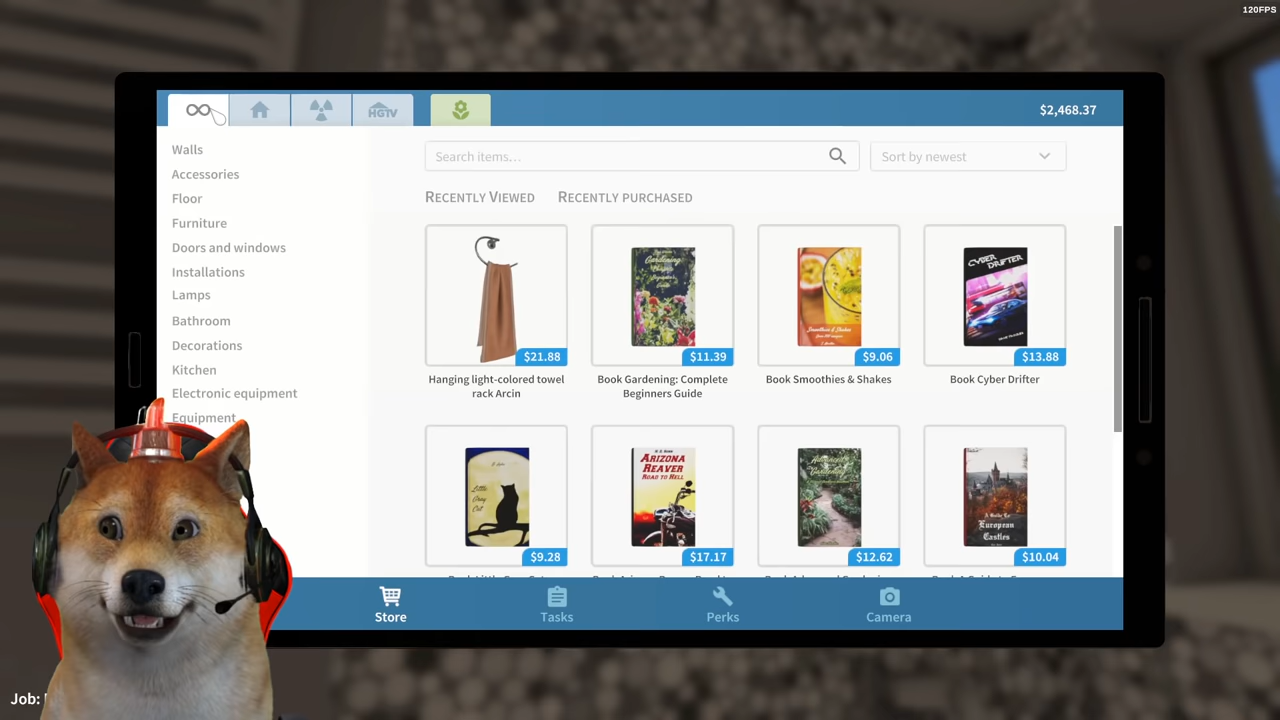 120FPS
HGTV
$2,468.37
Walls
Accessories
Floor
Furniture
Doors and windows
Installations
Lamps
Bathroom
Decorations
Kitchen
Electronic equipment
Equipment
Search items...
Sort by newest
RECENTLY VIEWED
RECENTLY PURCHASED
$21.88
Hanging light-colored towel
rack Arcin
$11.39
Book Gardening: Complete
Beginners Guide
Smoothies & Shakes
$9.06
Book Smoothies & Shakes
CYBER
DRIFTER
$13.88
Book Cyber Drifter
Little
Grey
Cat
$9.28
ARIZONA
REAVER
ROAD TO HELL
$17.17
Advanced
Gardening
$12.62
A Guide To
European
Castles
$10.04
Store
Tasks
Perks
Camera
Job: